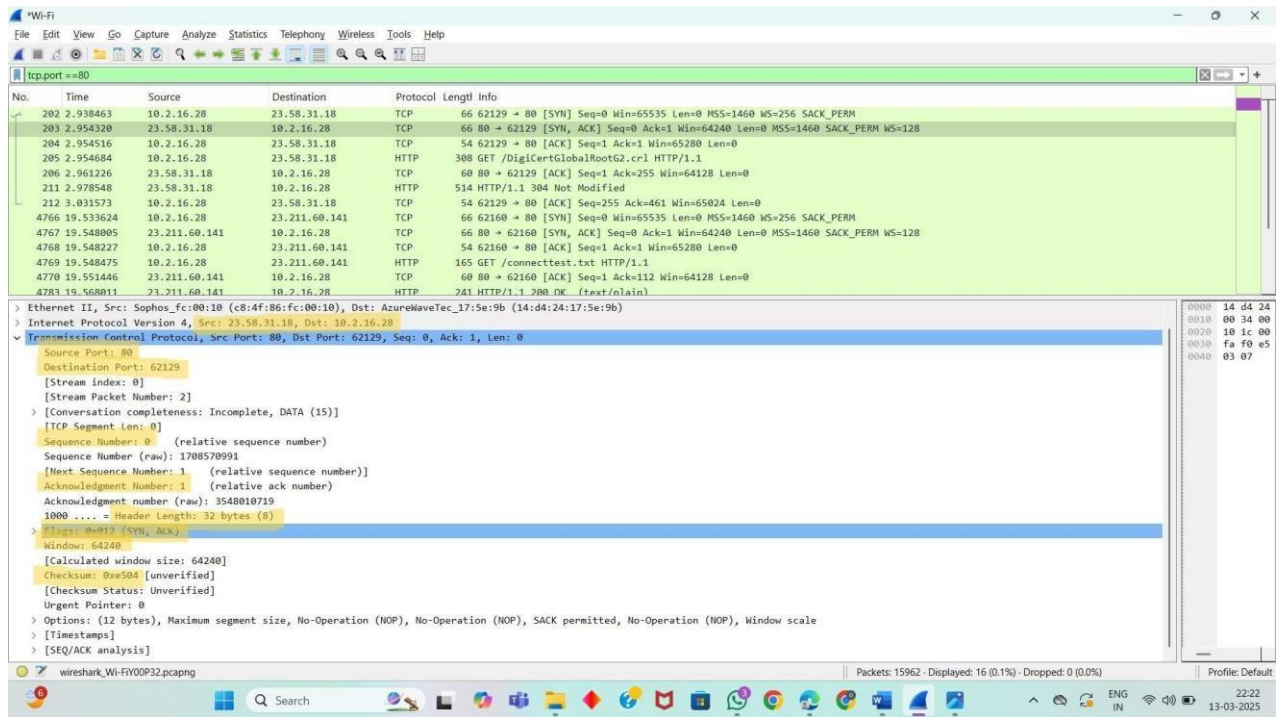 *Wi-Fi
File Edit View Go Capture Analyze Statistics Telephony Wireless Tools Help
tcp.port ==80
No. Time Source Destination Protocol Lengtl Info
202 2.938463 10.2.16.28 23.58.31.18 TCP 66 62129 → 80 [SYN] Seq=0 Win=65535 Len=0 MSS=1460 WS=256 SACK_PERM
203 2.954320 23.58.31.18 10.2.16.28 TCP 66 80 → 62129 [SYN, ACK] Seq=0 Ack=1 Win=64240 Len=0 MSS=1460 SACK_PERM WS=128
204 2.954516 10.2.16.28 23.58.31.18 TCP 54 62129 → 80 [ACK] Seq=1 Ack=1 Win=65280 Len=0
205 2.954684 10.2.16.28 23.58.31.18 HTTP 308 GET /DigiCertGlobalRootG2.crl HTTP/1.1
206 2.961226 23.58.31.18 10.2.16.28 TCP 60 80 → 62129 [ACK] Seq=1 Ack=255 Win=64128 Len=0
211 2.978548 23.58.31.18 10.2.16.28 HTTP 514 HTTP/1.1 304 Not Modified
212 3.031573 10.2.16.28 23.58.31.18 TCP 54 62129 → 80 [ACK] Seq=255 Ack=461 Win=65024 Len=0
4766 19.533624 10.2.16.28 23.211.60.141 TCP 66 62160 → 80 [SYN] Seq=0 Win=65535 Len=0 MSS=1460 WS=256 SACK_PERM
4767 19.548005 23.211.60.141 10.2.16.28 TCP 66 80 → 62160 [SYN, ACK] Seq=0 Ack=1 Win=64240 Len=0 MSS=1460 SACK_PERM WS=128
4768 19.548227 10.2.16.28 23.211.60.141 TCP 54 62160 → 80 [ACK] Seq=1 Ack=1 Win=65280 Len=0
4769 19.548475 10.2.16.28 23.211.60.141 HTTP 165 GET /connecttest.txt HTTP/1.1
4770 19.551446 23.211.60.141 10.2.16.28 TCP 60 80 → 62160 [ACK] Seq=1 Ack=112 Win=64128 Len=0
4783 19.568011 23.211.60.141 10.2.16.28 HTTP 241 HTTP/1.1 200 OK (text/plain)
Ethernet II, Src: Sophos_fc:00:10 (c8:4f:86:fc:00:10), Dst: AzureWaveTec_17:5e:9b (14:d4:24:17:5e:9b)
Internet Protocol Version 4, Src: 23.58.31.18, Dst: 10.2.16.28
Transmission Control Protocol, Src Port: 80, Dst Port: 62129, Seq: 0, Ack: 1, Len: 0
Source Port: 80
Destination Port: 62129
[Stream index: 0]
[Stream Packet Number: 2]
[Conversation completeness: Incomplete, DATA (15)]
[TCP Segment Len: 0]
Sequence Number: 0 (relative sequence number)
Sequence Number (raw): 1708570991
[Next Sequence Number: 1 (relative sequence number)]
Acknowledgment Number: 1 (relative ack number)
Acknowledgment number (raw): 3548010719
1000 .... = Header Length: 32 bytes (8)
Flags: 0x012 (SYN, ACK)
Window: 64240
[Calculated window size: 64240]
Checksum: 0xe504 [unverified]
[Checksum Status: Unverified]
Urgent Pointer: 0
Options: (12 bytes), Maximum segment size, No-Operation (NOP), No-Operation (NOP), SACK permitted, No-Operation (NOP), Window scale
[Timestamps]
[SEQ/ACK analysis]
0000 14 d4 24
0010 00 34 00
0020 10 1c 00
0030 fa f0 e5
0040 03 07
wireshark_Wi-FiY00P32.pcapng Packets: 15962 · Displayed: 16 (0.1%) · Dropped: 0 (0.0%) Profile: Default
6 Search 3 ENG 22:22
IN 13-03-2025